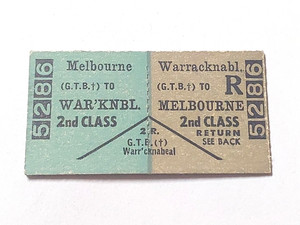 5286
Melbourne
(G.T.B.†) TO
WAR'KNBL.
2nd CLASS
Warracknabl.
(G.T.B.†) TO R
MELBOURNE
2nd CLASS
RETURN
SEE BACK
2.R.
G.T.B.(†)
Warr'cknabeal
5286